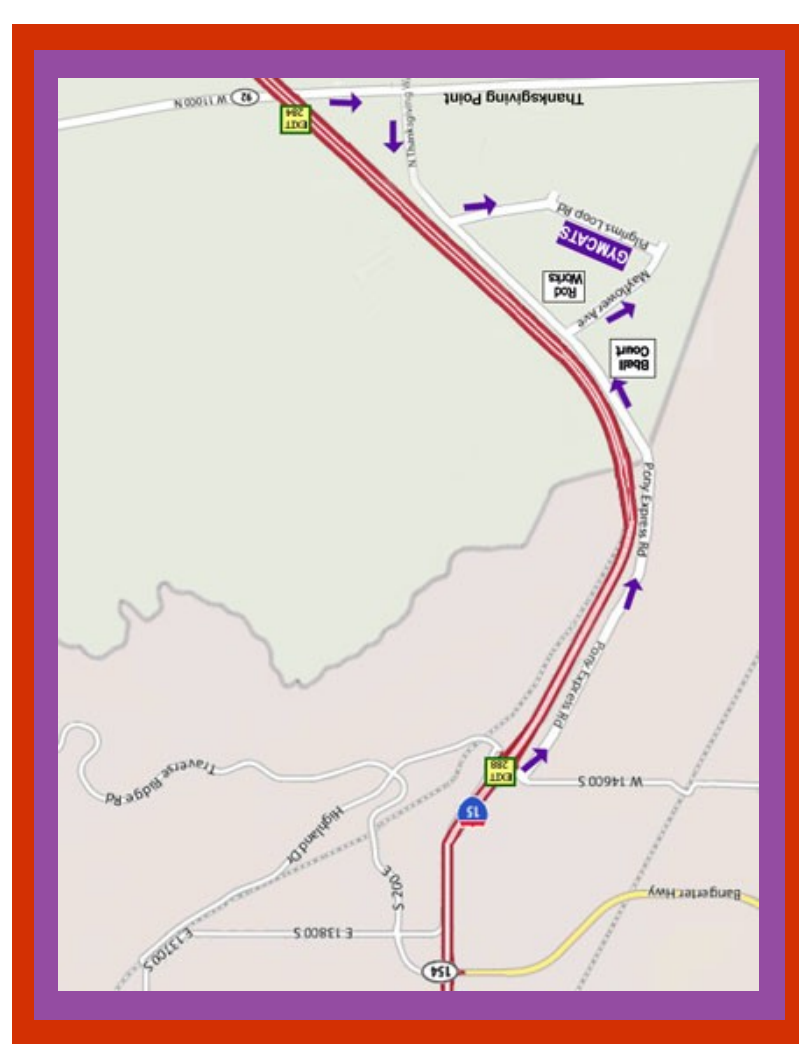 154
E 13700 S
E 13800 S
Bangerter Hwy
S 200 E
Highland Dr
15
W 14600 S
Traverse Ridge Rd
EXIT
288
Pony Express Rd
Pony Express Rd
Bball
Court
Mayflower Ave
Rod
Works
GYMCATS
Pilgrims Loop Rd
N Thanksgiving W
EXIT
284
Thanksgiving Point
W 11000 N
92